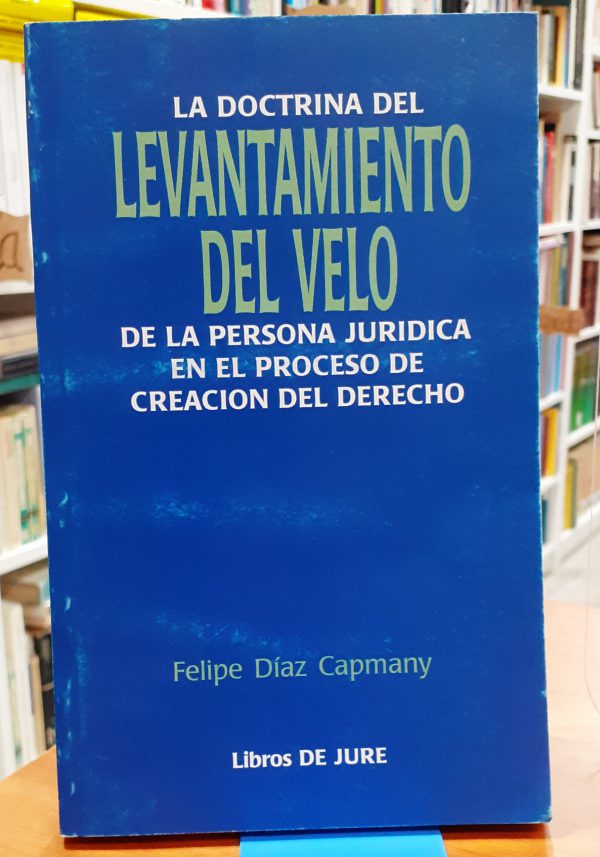 LA DOCTRINA DEL
LEVANTAMIENTO
DEL VELO
DE LA PERSONA JURIDICA
EN EL PROCESO DE
CREACION DEL DERECHO
Felipe Díaz Capmany
Libros DE JURE